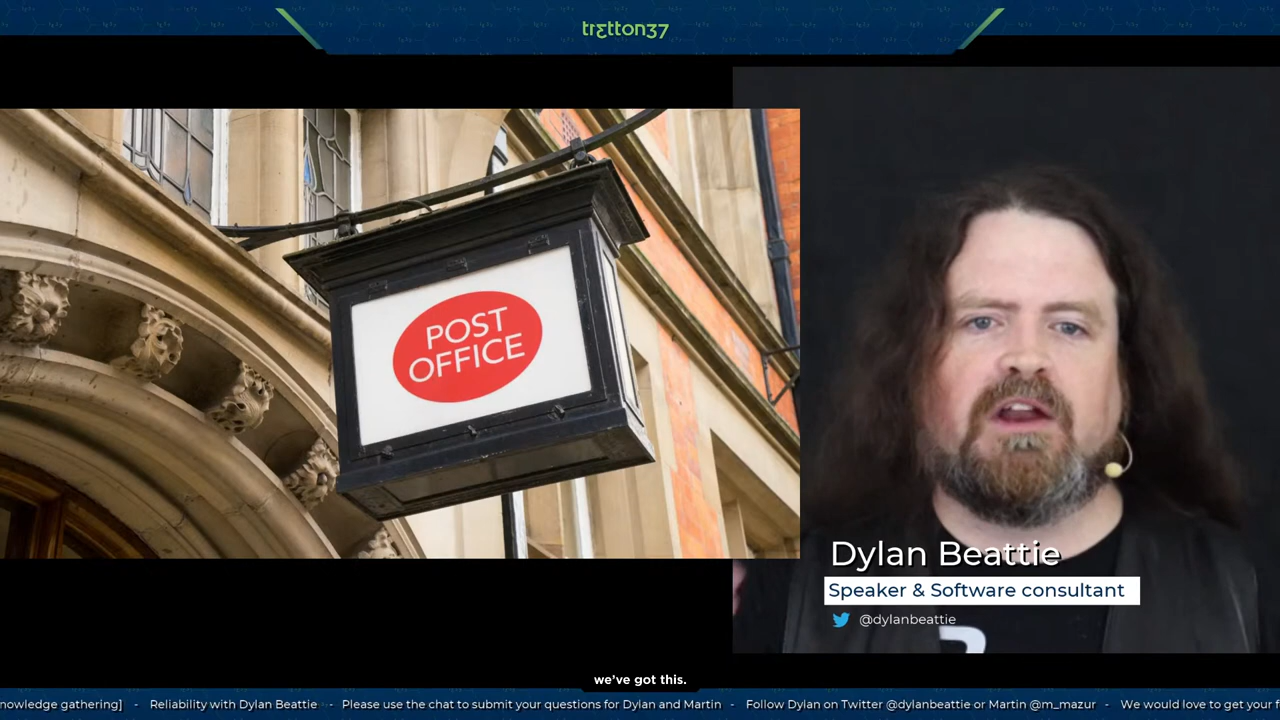 trɛtton37
POST
OFFICE
Dylan Beattie
Speaker & Software consultant
@dylanbeattie
we've got this.
nowledge gathering] - Reliability with Dylan Beattie - Please use the chat to submit your questions for Dylan and Martin - Follow Dylan on Twitter @dylanbeattie or Martin @m_mazur - We would love to get your f